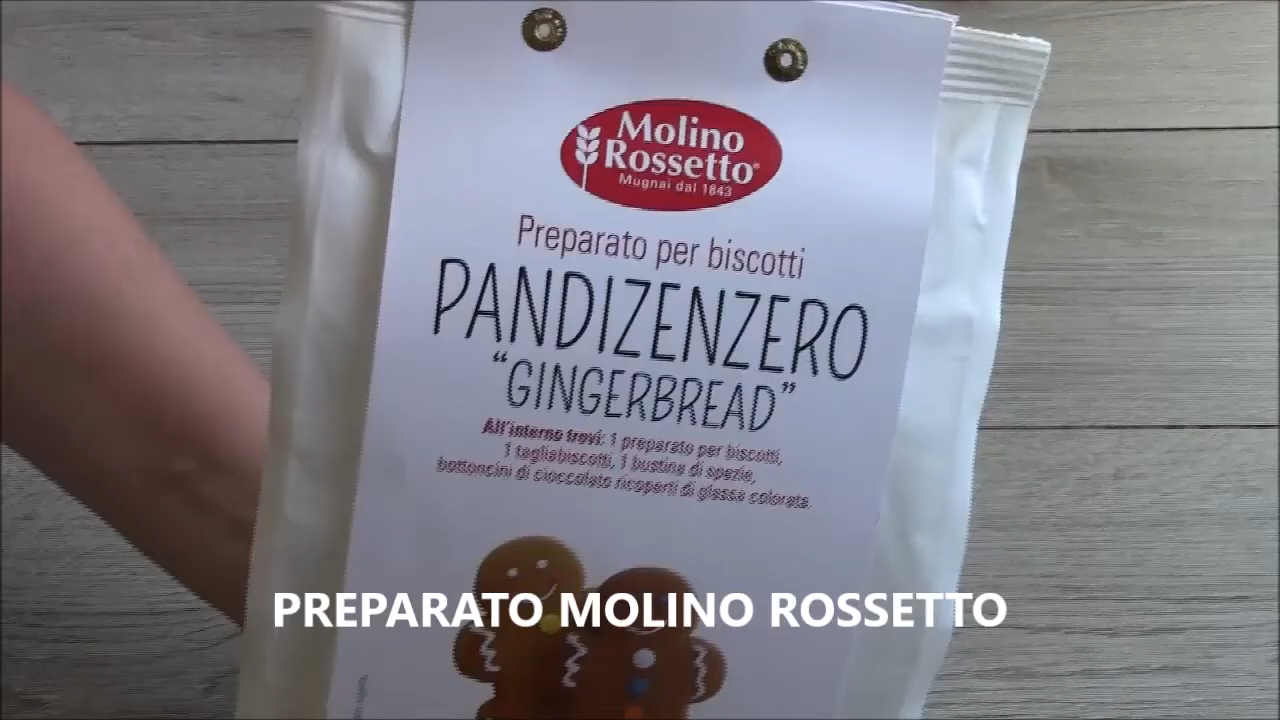 Molino
Rossetto®
Mugnai dal 1843
Preparato per biscotti
PANDIZENZERO
“GINGERBREAD”
All'interno trovi: 1 preparato per biscotti,
1 tagliabiscotti, 1 bustina di spezie,
bottoncini di cioccolato ricoperti di glassa colorata.
PREPARATO MOLINO ROSSETTO